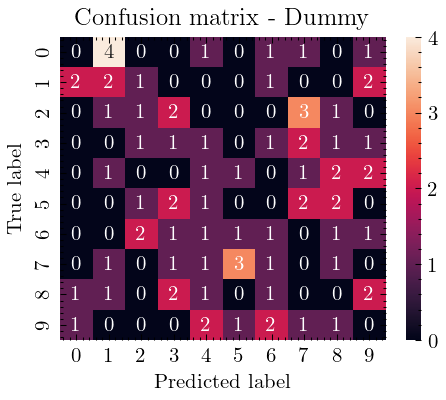 Confusion matrix - Dummy
0 0 4 0 0 1 0 1 1 0 1
1 2 2 1 0 0 0 1 0 0 2
2 0 1 1 2 0 0 0 3 1 0
3 0 0 1 1 1 0 1 2 1 1
4 0 1 0 0 1 1 0 1 2 2
5 0 0 1 2 1 0 0 2 2 0
6 0 0 2 1 1 1 1 0 1 1
7 0 1 0 1 1 3 1 0 1 0
8 1 1 0 2 1 0 1 0 0 2
9 1 0 0 0 2 1 2 1 1 0
0 1 2 3 4 5 6 7 8 9
Predicted label
True label
4
3
2
1
0